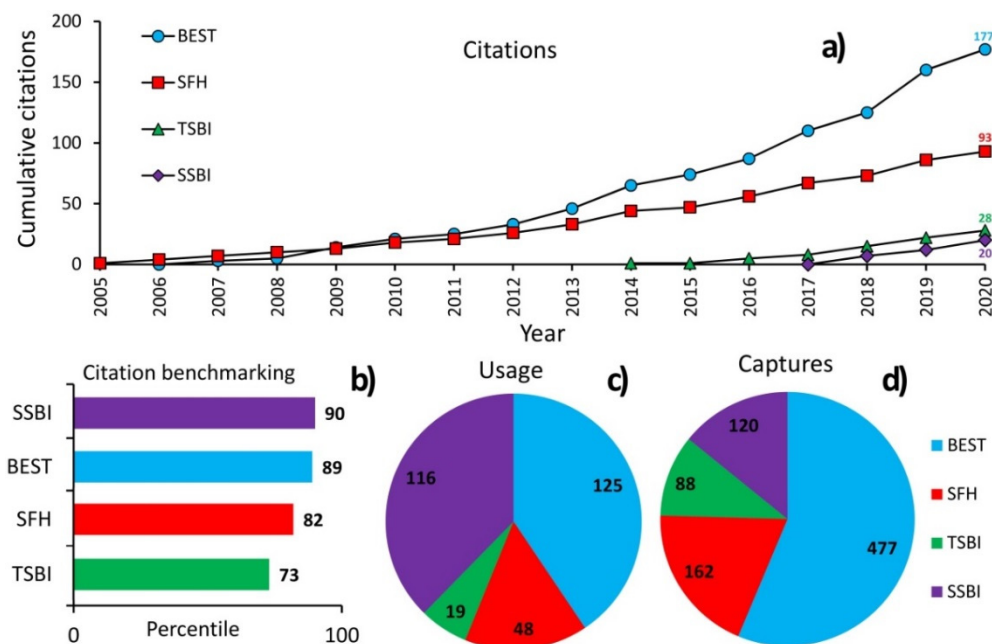 Citations
a)
Cumulative citations
200
150
100
50
0
BEST
SFH
TSBI
SSBI
177
93
28
20
2005
2006
2007
2008
2009
2010
2011
2012
2013
2014
2015
2016
2017
2018
2019
2020
Year
Citation benchmarking
b)
SSBI
90
BEST
89
SFH
82
TSBI
73
0
Percentile
100
Usage
c)
116
125
19
48
Captures
d)
120
88
162
477
BEST
SFH
TSBI
SSBI